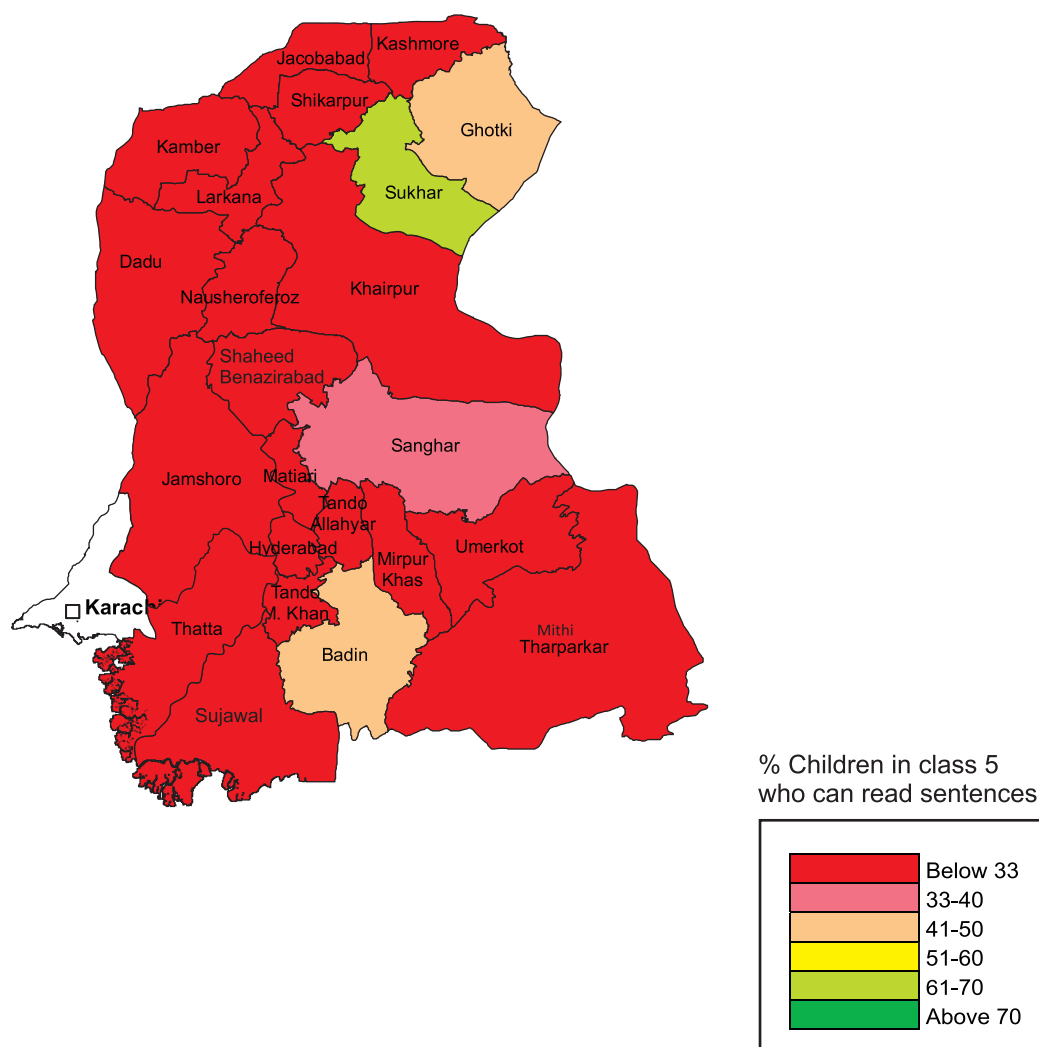 Kashmore
Jacobabad
Shikarpur
Ghotki
Kamber
Sukhar
Larkana
Dadu
Khairpur
Nausheroferoz
Shaheed
Benazirabad
Sanghar
Matiari
Jamshoro
Tando
Allahyar
Hyderabad
Umerkot
Mirpur
Khas
Tando
M. Khan
Karachi
Thatta
Mithi
Tharparkar
Badin
Sujawal
% Children in class 5
who can read sentences
Below 33
33-40
41-50
51-60
61-70
Above 70